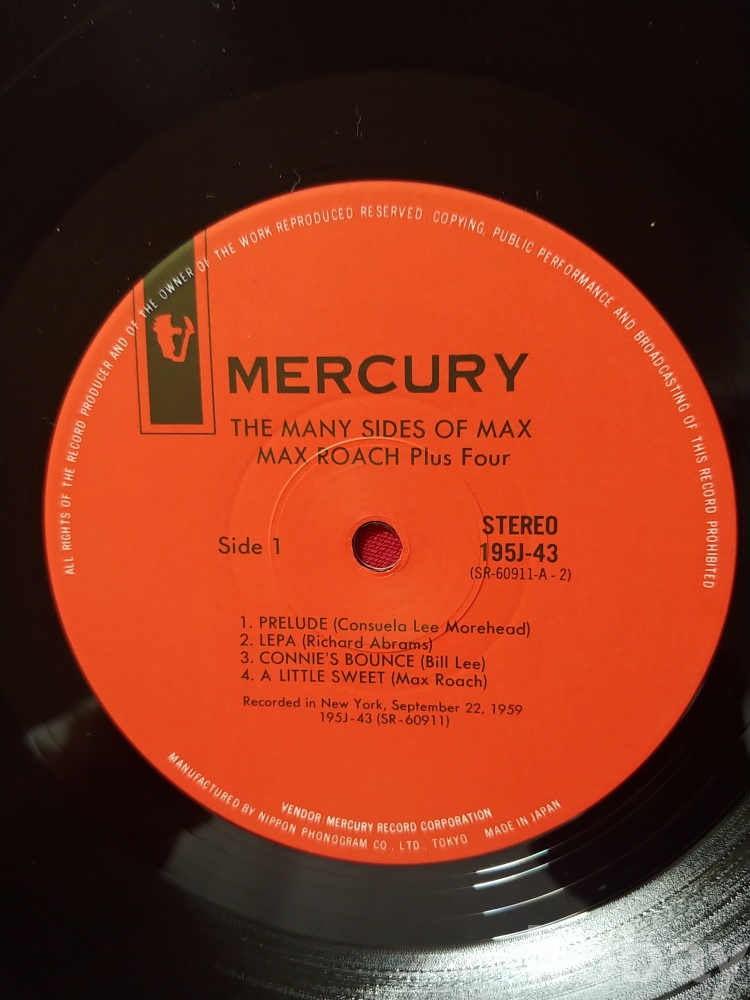 ALL RIGHTS OF THE RECORD PRODUCER AND OF THE OWNER OF THE WORK REPRODUCED RESERVED. COPYING, PUBLIC PERFORMANCE AND BROADCASTING OF THIS RECORD PROHIBITED
MERCURY
THE MANY SIDES OF MAX
MAX ROACH Plus Four
Side 1
STEREO
195J-43
(SR-60911-A-2)
1. PRELUDE (Consuela Lee Morehead)
2. LEPA (Richard Abrams)
3. CONNIE'S BOUNCE (Bill Lee)
4. A LITTLE SWEET (Max Roach)
Recorded in New York, September 22, 1959
195J-43 (SR-60911)
VENDOR: MERCURY RECORD CORPORATION
MANUFACTURED BY NIPPON PHONOGRAM CO., LTD., TOKYO MADE IN JAPAN